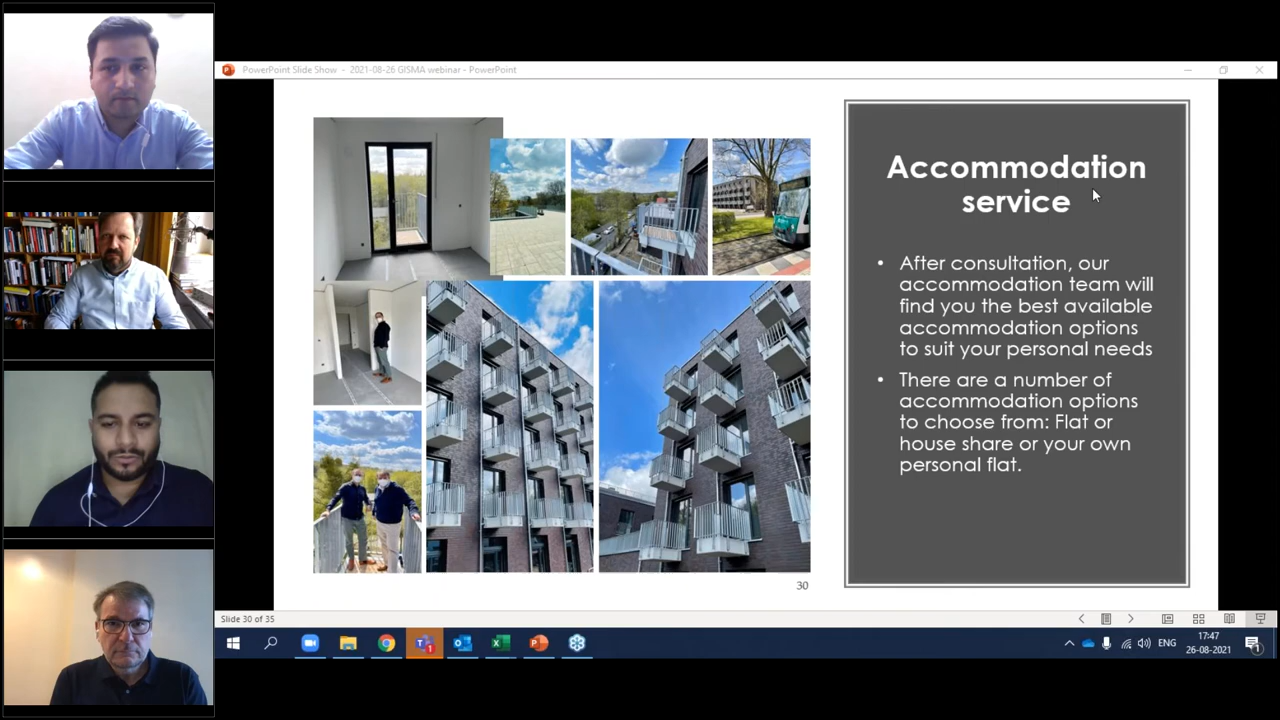 PowerPoint Slide Show - 2021-08-26 GISMA webinar - PowerPoint
Accommodation
service
• After consultation, our
accommodation team will
find you the best available
accommodation options
to suit your personal needs
• There are a number of
accommodation options
to choose from: Flat or
house share or your own
personal flat.
30
Slide 30 of 35
ENG
17:47
26-08-2021